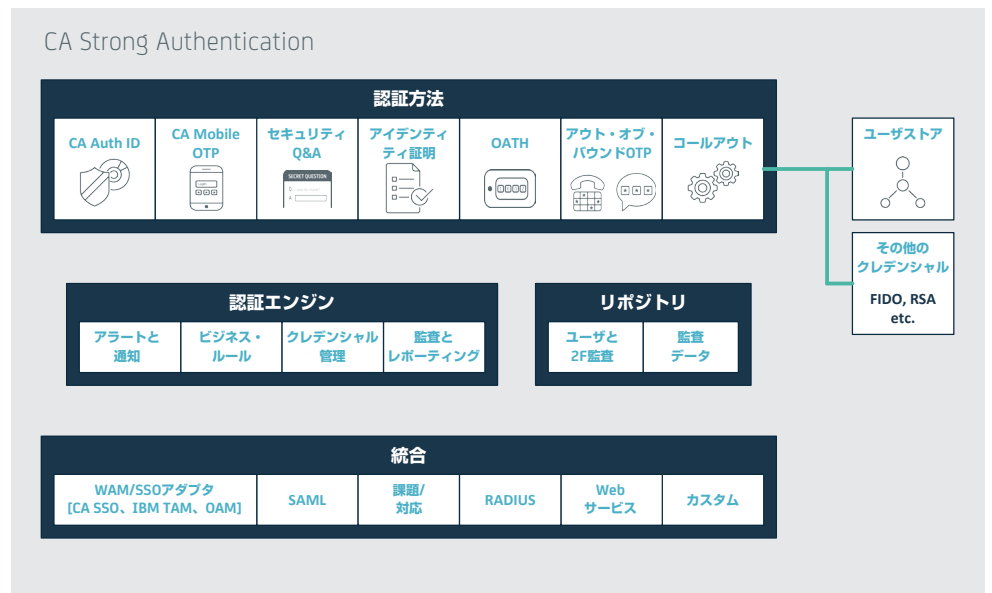 CA Strong Authentication
認証方法
CA Auth ID
CA Mobile
OTP
セキュリティ
Q&A
SECRET QUESTION
Q.
A.
アイデンティ
ティ証明
OATH
アウト・オブ・
バウンドOTP
コールアウト
Login
ユーザストア
その他の
クレデンシャル
FIDO, RSA
etc.
認証エンジン
アラートと
通知
ビジネス・
ルール
クレデンシャル
管理
監査と
レポーティング
リポジトリ
ユーザと
2F監査
監査
データ
統合
WAM/SSOアダプタ
[CA SSO、IBM TAM、OAM]
SAML
課題/
対応
RADIUS
Web
サービス
カスタム